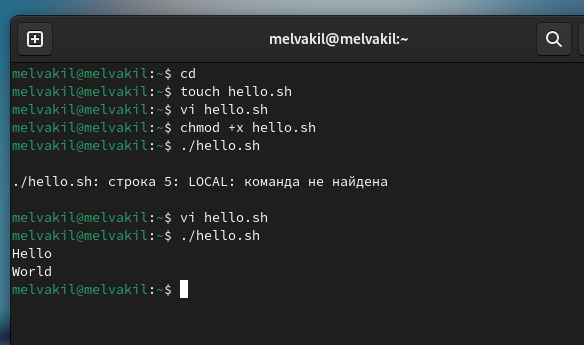 melvakil@melvakil:~
melvakil@melvakil:~$ cd
melvakil@melvakil:~$ touch hello.sh
melvakil@melvakil:~$ vi hello.sh
melvakil@melvakil:~$ chmod +x hello.sh
melvakil@melvakil:~$ ./hello.sh
./hello.sh: строка 5: LOCAL: команда не найдена
melvakil@melvakil:~$ vi hello.sh
melvakil@melvakil:~$ ./hello.sh
Hello
World
melvakil@melvakil:~$